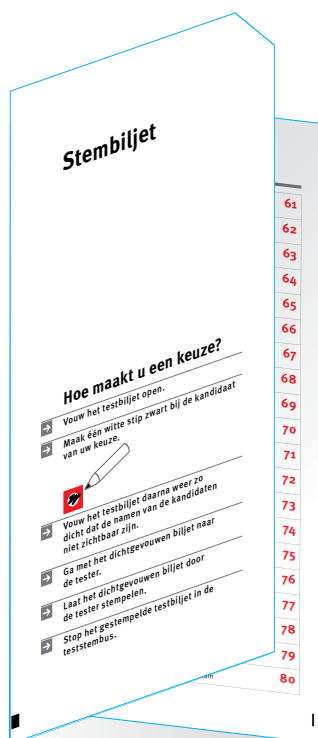 Stembiljet
Hoe maakt u een keuze?
Vouw het testbiljet open.
Maak één witte stip zwart bij de kandidaat
van uw keuze.
Vouw het testbiljet daarna weer zo
dicht dat de namen van de kandidaten
niet zichtbaar zijn.
Ga met het dichtgevouwen biljet naar
de tester.
Laat het dichtgevouwen biljet door
de tester stempelen.
Stop het gestempelde testbiljet in de
teststembus.
61
62
63
64
65
66
67
68
69
70
71
72
73
74
75
76
77
78
79
80